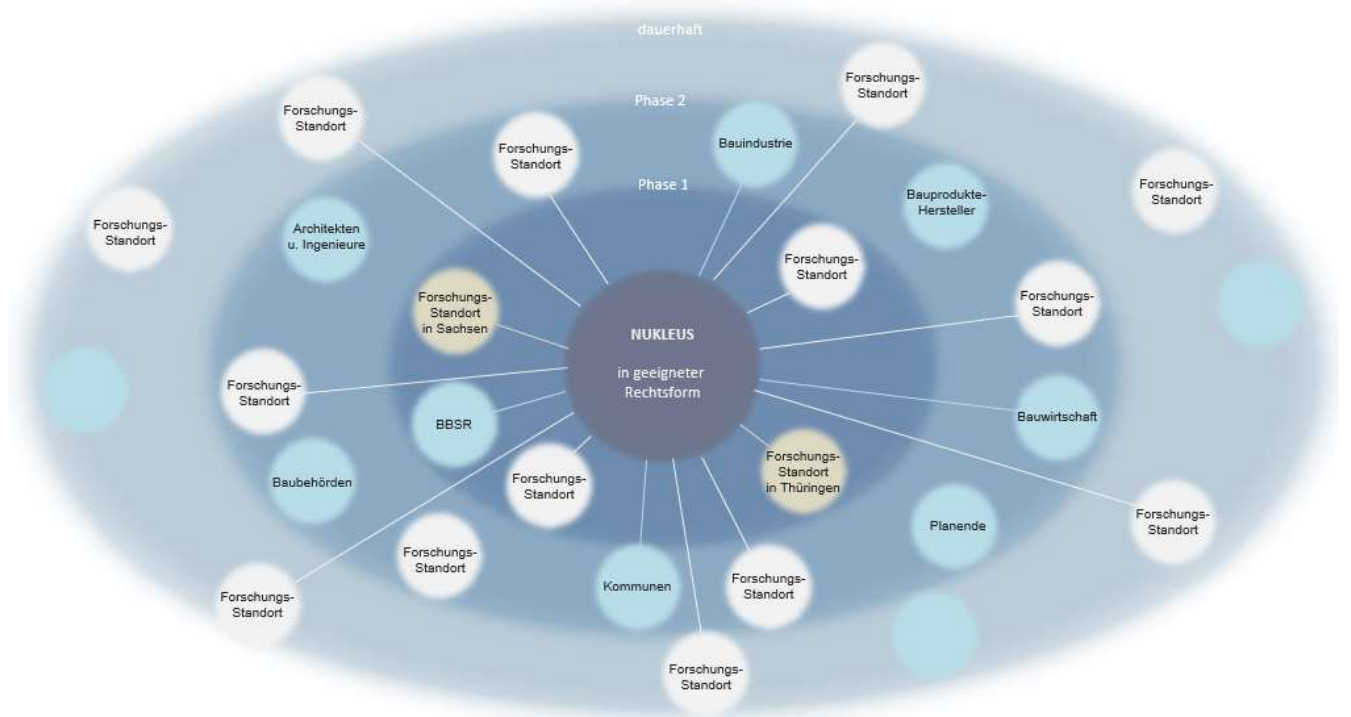 dauerhaft
Forschungs-
Standort
Phase 2
Forschungs-
Standort
Forschungs-
Standort
Bauindustrie
Phase 1
Forschungs-
Standort
Bauprodukte-
Hersteller
Forschungs-
Standort
Architekten
u. Ingenieure
Forschungs-
Standort
Forschungs-
Standort
in Sachsen
Forschungs-
Standort
NUKLEUS
in geeigneter
Rechtsform
Forschungs-
Standort
BBSR
Bauwirtschaft
Forschungs-
Standort
in Thüringen
Baubehörden
Forschungs-
Standort
Forschungs-
Standort
Planende
Forschungs-
Standort
Kommunen
Forschungs-
Standort
Forschungs-
Standort
Forschungs-
Standort